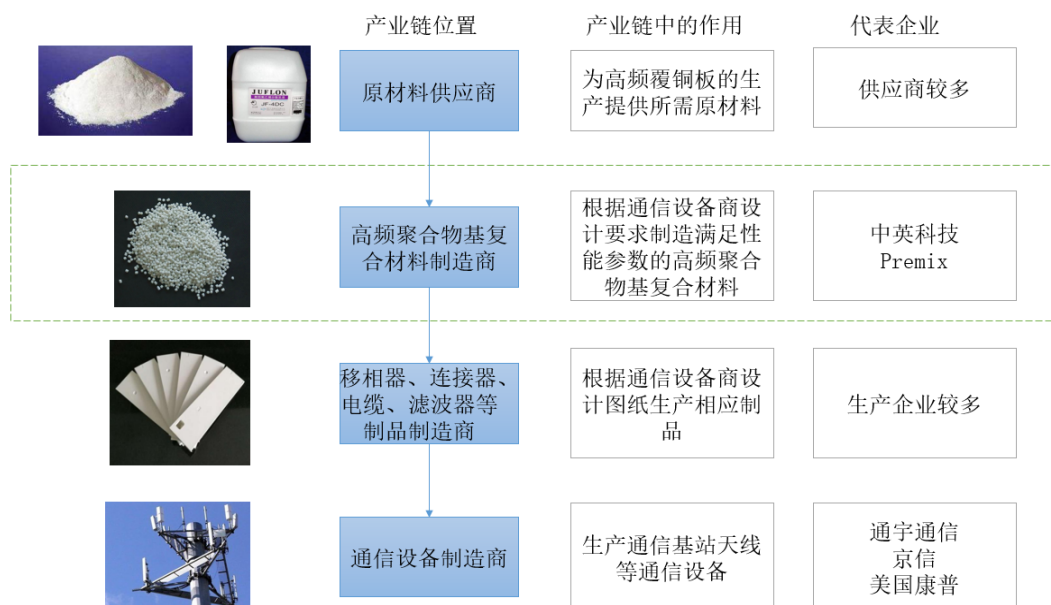 产业链位置
产业链中的作用
代表企业
JUFLON
JF-4DC
原材料供应商
为高频覆铜板的生
产提供所需原材料
供应商较多
高频聚合物基复
合材料制造商
根据通信设备商设
计要求制造满足性
能参数的高频聚合
物基复合材料
中英科技
Premix
移相器、连接器、
电缆、滤波器等
制品制造商
根据通信设备商设
计图纸生产相应制
品
生产企业较多
通信设备制造商
生产通信基站天线
等通信设备
通宇通信
京信
美国康普